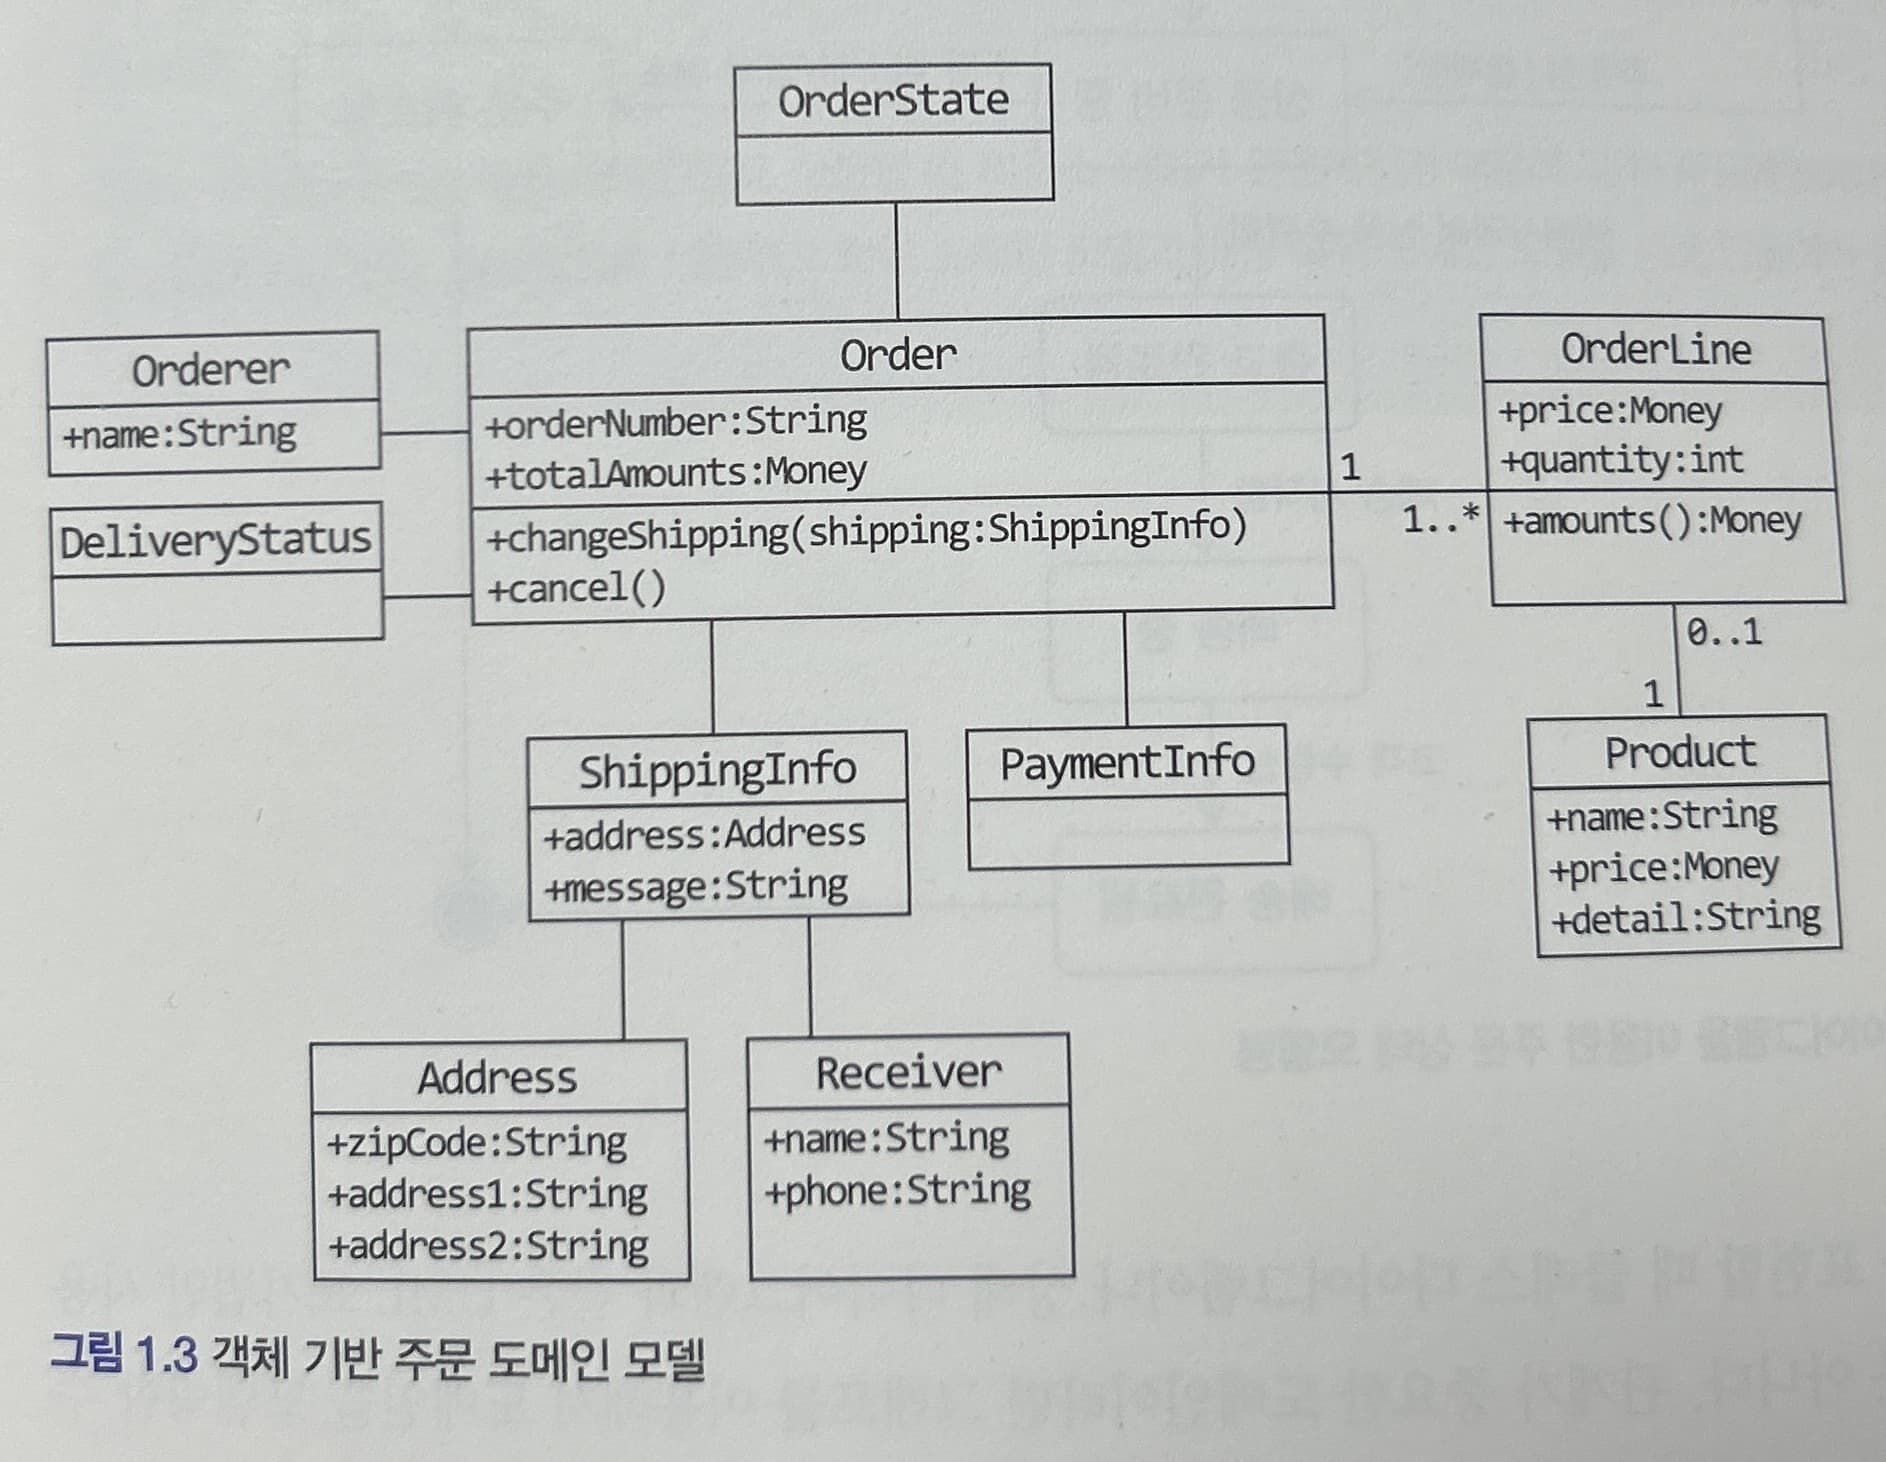 OrderState
Orderer
+name:String
Order
+orderNumber:String
+totalAmounts:Money
+changeShipping(shipping:ShippingInfo)
+cancel()
1
1..*
OrderLine
+price:Money
+quantity:int
+amounts():Money
DeliveryStatus
0..1
1
ShippingInfo
+address:Address
+message:String
PaymentInfo
Product
+name:String
+price:Money
+detail:String
Address
+zipCode:String
+address1:String
+address2:String
Receiver
+name:String
+phone:String
그림 1.3 객체 기반 주문 도메인 모델